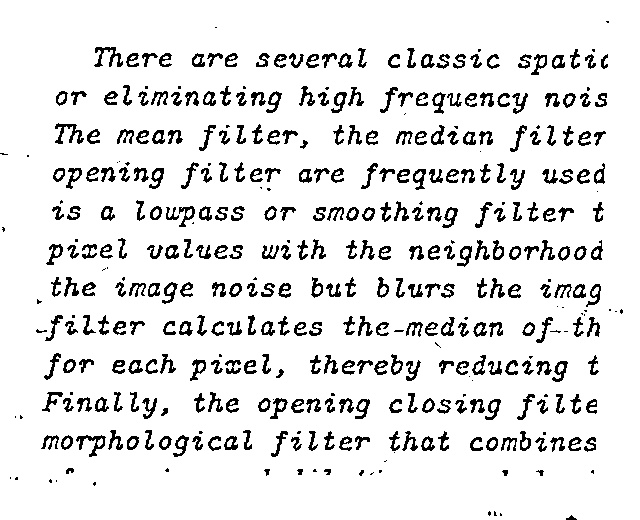 There are several classic spatic
or eliminating high frequency nois
The mean filter, the median filter
opening filter are frequently used
is a lowpass or smoothing filter t
pixel values with the neighborhood
the image noise but blurs the imag
filter calculates the median of th
for each pixel, thereby reducing t
Finally, the opening closing filte
morphological filter that combines